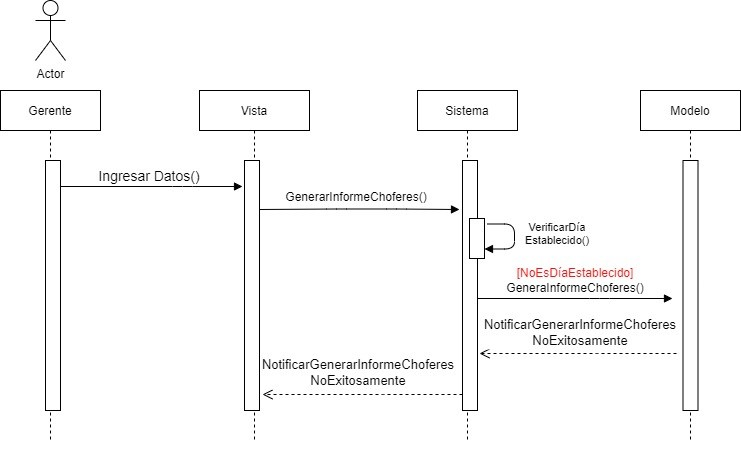 Actor
Gerente
Vista
Sistema
Modelo
Ingresar Datos()
GenerarInformeChoferes()
VerificarDía
Establecido()
[NoEsDíaEstablecido]
GeneraInformeChoferes()
NotificarGenerarInformeChoferes
NoExitosamente
NotificarGenerarInformeChoferes
NoExitosamente